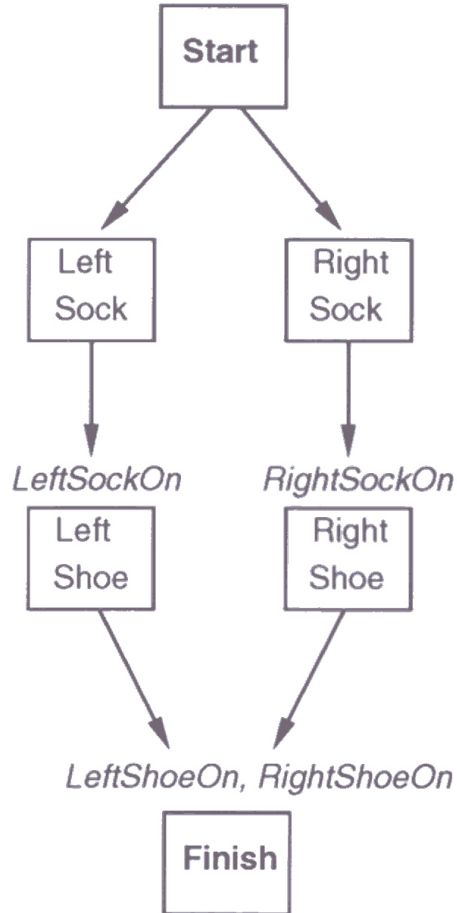 Start
Left
Sock
Right
Sock
LeftSockOn
RightSockOn
Left
Shoe
Right
Shoe
LeftShoeOn, RightShoeOn
Finish